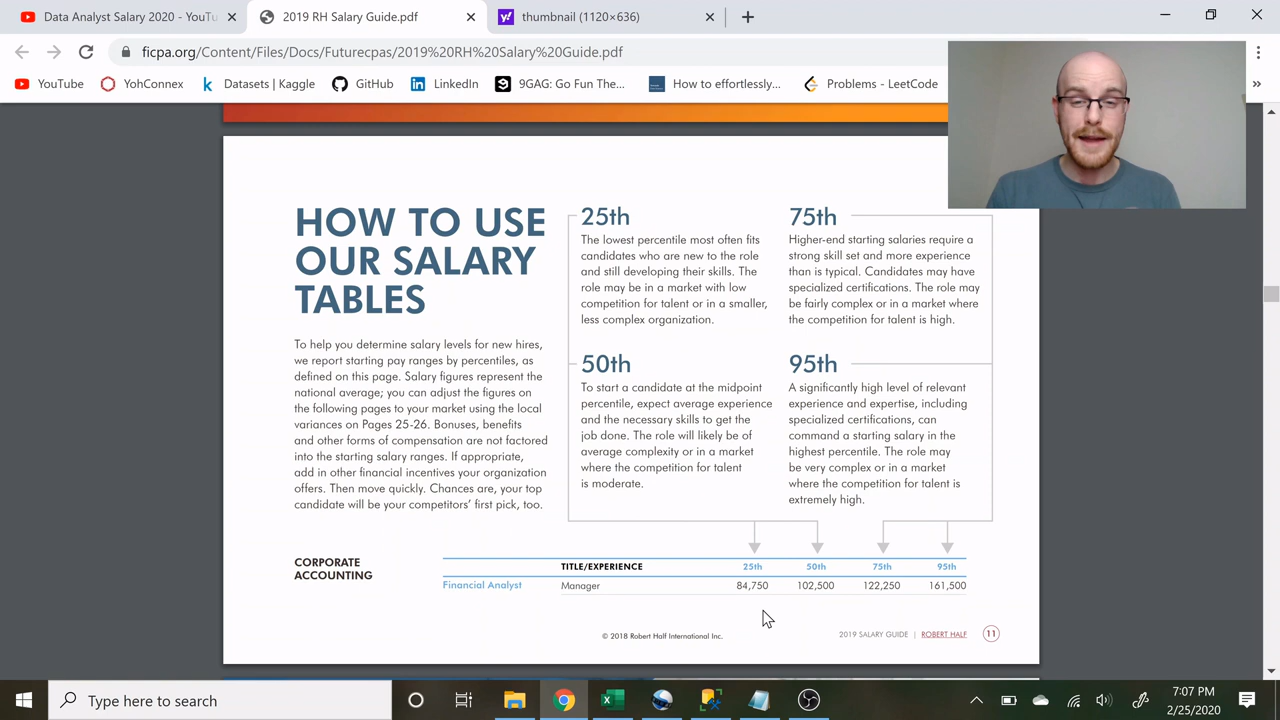 Data Analyst Salary 2020 - YouTu
2019 RH Salary Guide.pdf
thumbnail (1120×636)
ficpa.org/Content/Files/Docs/Futurecpas/2019%20RH%20Salary%20Guide.pdf
YouTube
YohConnex
Datasets | Kaggle
GitHub
LinkedIn
9GAG: Go Fun The...
How to effortlessly...
Problems - LeetCode
HOW TO USE
OUR SALARY
TABLES
To help you determine salary levels for new hires,
we report starting pay ranges by percentiles, as
defined on this page. Salary figures represent the
national average; you can adjust the figures on
the following pages to your market using the local
variances on Pages 25-26. Bonuses, benefits
and other forms of compensation are not factored
into the starting salary ranges. If appropriate,
add in other financial incentives your organization
offers. Then move quickly. Chances are, your top
candidate will be your competitors' first pick, too.
25th
The lowest percentile most often fits
candidates who are new to the role
and still developing their skills. The
role may be in a market with low
competition for talent or in a smaller,
less complex organization.
50th
To start a candidate at the midpoint
percentile, expect average experience
and the necessary skills to get the
job done. The role will likely be of
average complexity or in a market
where the competition for talent
is moderate.
75th
Higher-end starting salaries require a
strong skill set and more experience
than is typical. Candidates may have
specialized certifications. The role may
be fairly complex or in a market where
the competition for talent is high.
95th
A significantly high level of relevant
experience and expertise, including
specialized certifications, can
command a starting salary in the
highest percentile. The role may
be very complex or in a market
where the competition for talent is
extremely high.
CORPORATE
ACCOUNTING
TITLE/EXPERIENCE 25th 50th 75th 95th
Financial Analyst Manager 84,750 102,500 122,250 161,500
© 2018 Robert Half International Inc.
2019 SALARY GUIDE | ROBERT HALF 11
Type here to search
7:07 PM
2/25/2020